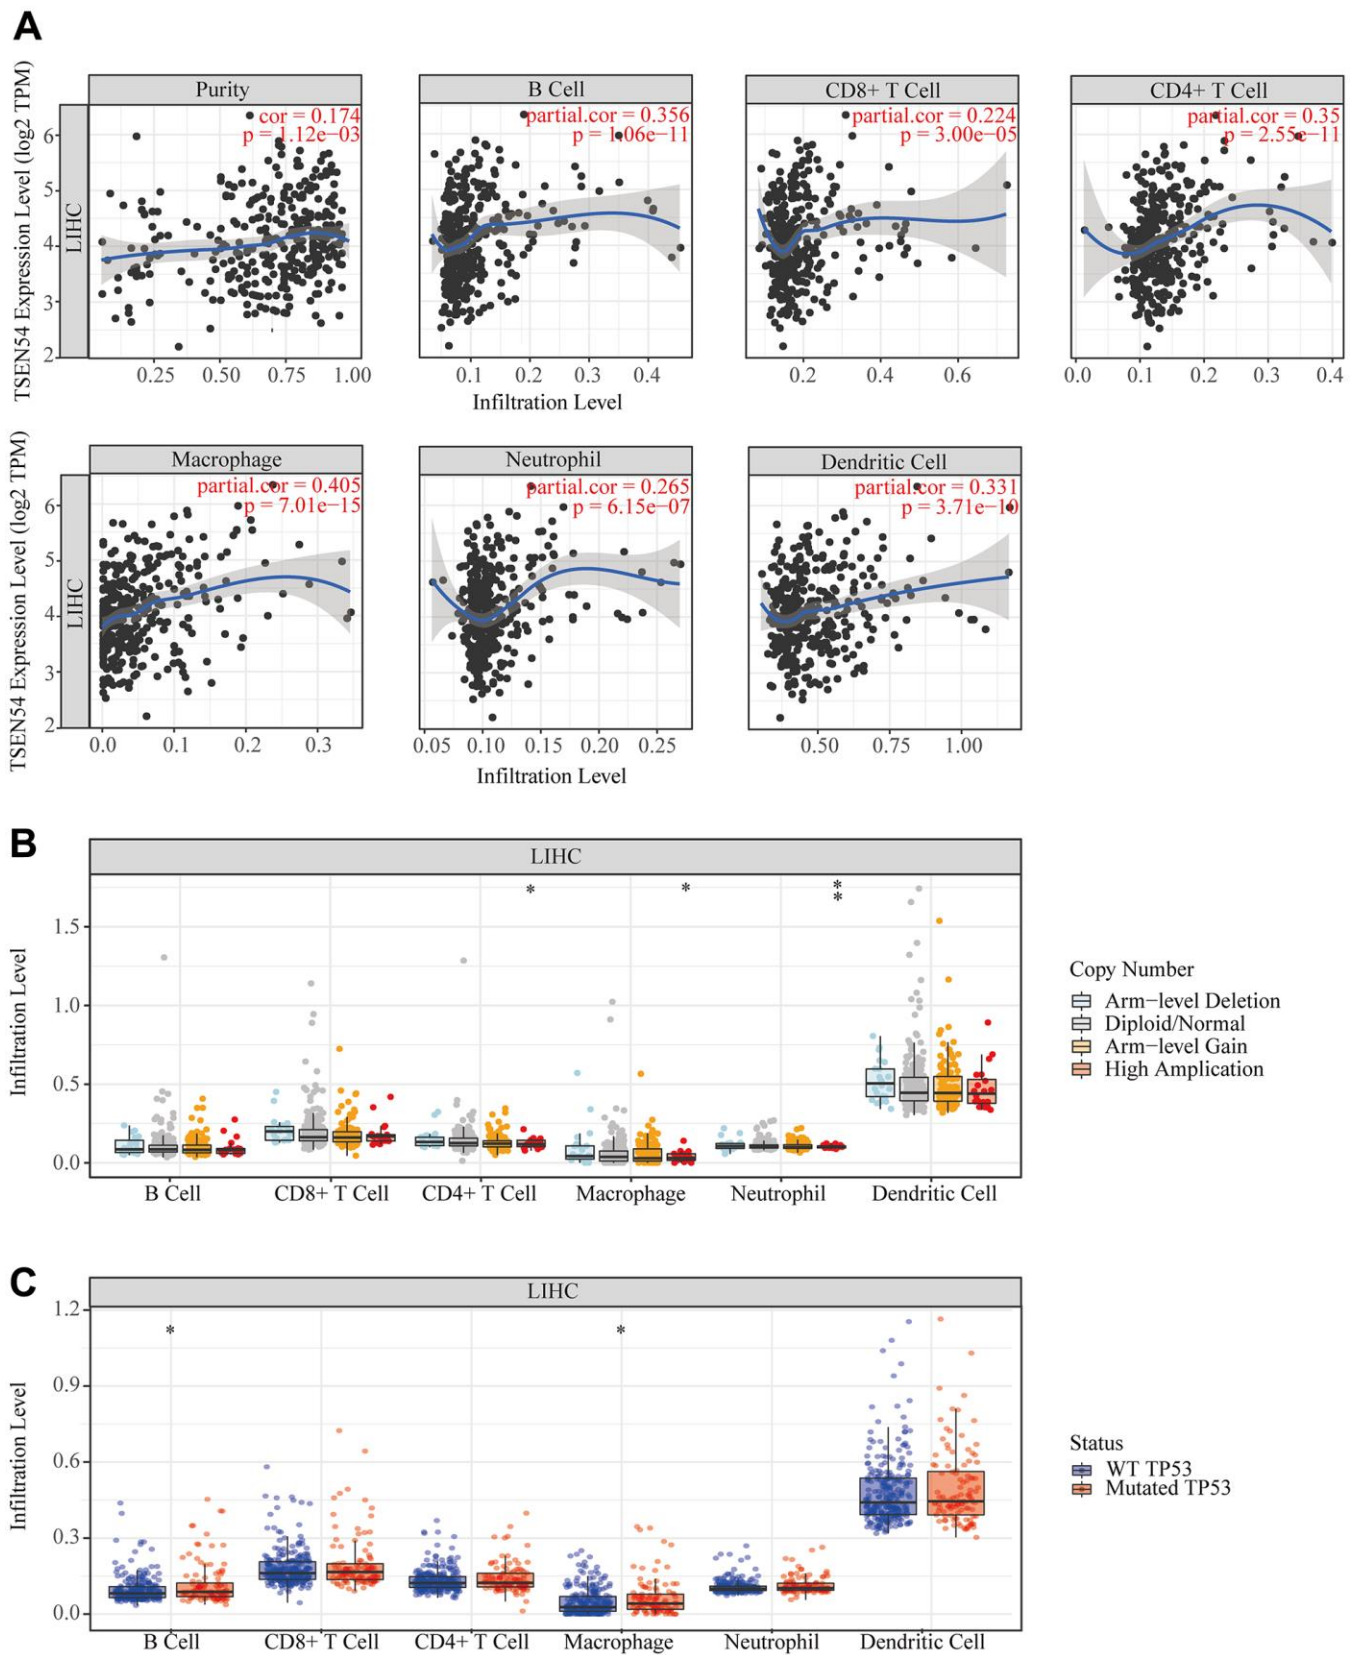 A
Purity
B Cell
CD8+ T Cell
CD4+ T Cell
TSEN54 Expression Level (log2 TPM)
LIHC
cor = 0.174
p = 1.12e−03
partial.cor = 0.356
p = 1.06e−11
partial.cor = 0.224
p = 3.00e−05
partial.cor = 0.35
p = 2.55e−11
6
5
4
3
2
0.25 0.50 0.75 1.00
0.1 0.2 0.3 0.4
0.2 0.4 0.6
0.0 0.1 0.2 0.3 0.4
Infiltration Level
Macrophage
Neutrophil
Dendritic Cell
TSEN54 Expression Level (log2 TPM)
LIHC
partial.cor = 0.405
p = 7.01e−15
partial.cor = 0.265
p = 6.15e−07
partial.cor = 0.331
p = 3.71e−10
6
5
4
3
2
0.0 0.1 0.2 0.3
0.05 0.10 0.15 0.20 0.25
0.50 0.75 1.00
Infiltration Level
B
LIHC
* * * *
Infiltration Level
1.5
1.0
0.5
0.0
B Cell CD8+ T Cell CD4+ T Cell Macrophage Neutrophil Dendritic Cell
Copy Number
Arm−level Deletion
Diploid/Normal
Arm−level Gain
High Amplication
C
LIHC
* *
Infiltration Level
1.2
0.9
0.6
0.3
0.0
B Cell CD8+ T Cell CD4+ T Cell Macrophage Neutrophil Dendritic Cell
Status
WT TP53
Mutated TP53